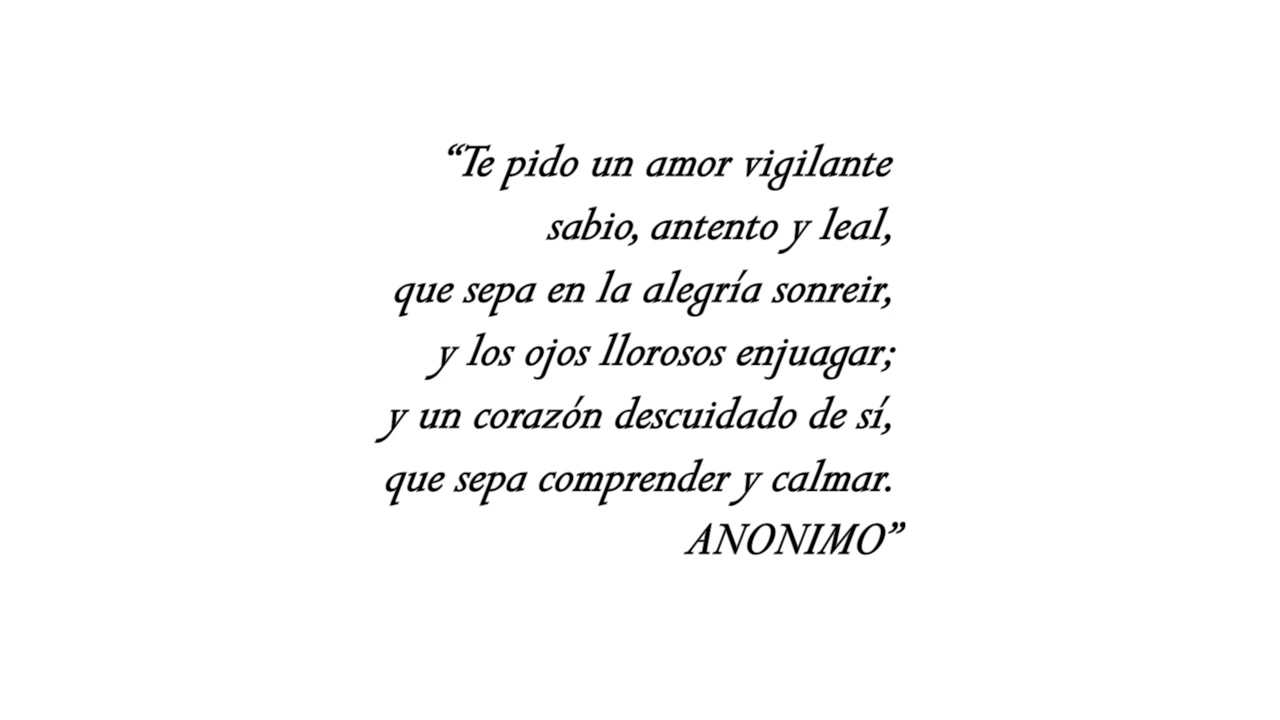 “Te pido un amor vigilante
sabio, antento y leal,
que sepa en la alegría sonreir,
y los ojos llorosos enjuagar;
y un corazón descuidado de sí,
que sepa comprender y calmar.
ANONIMO”